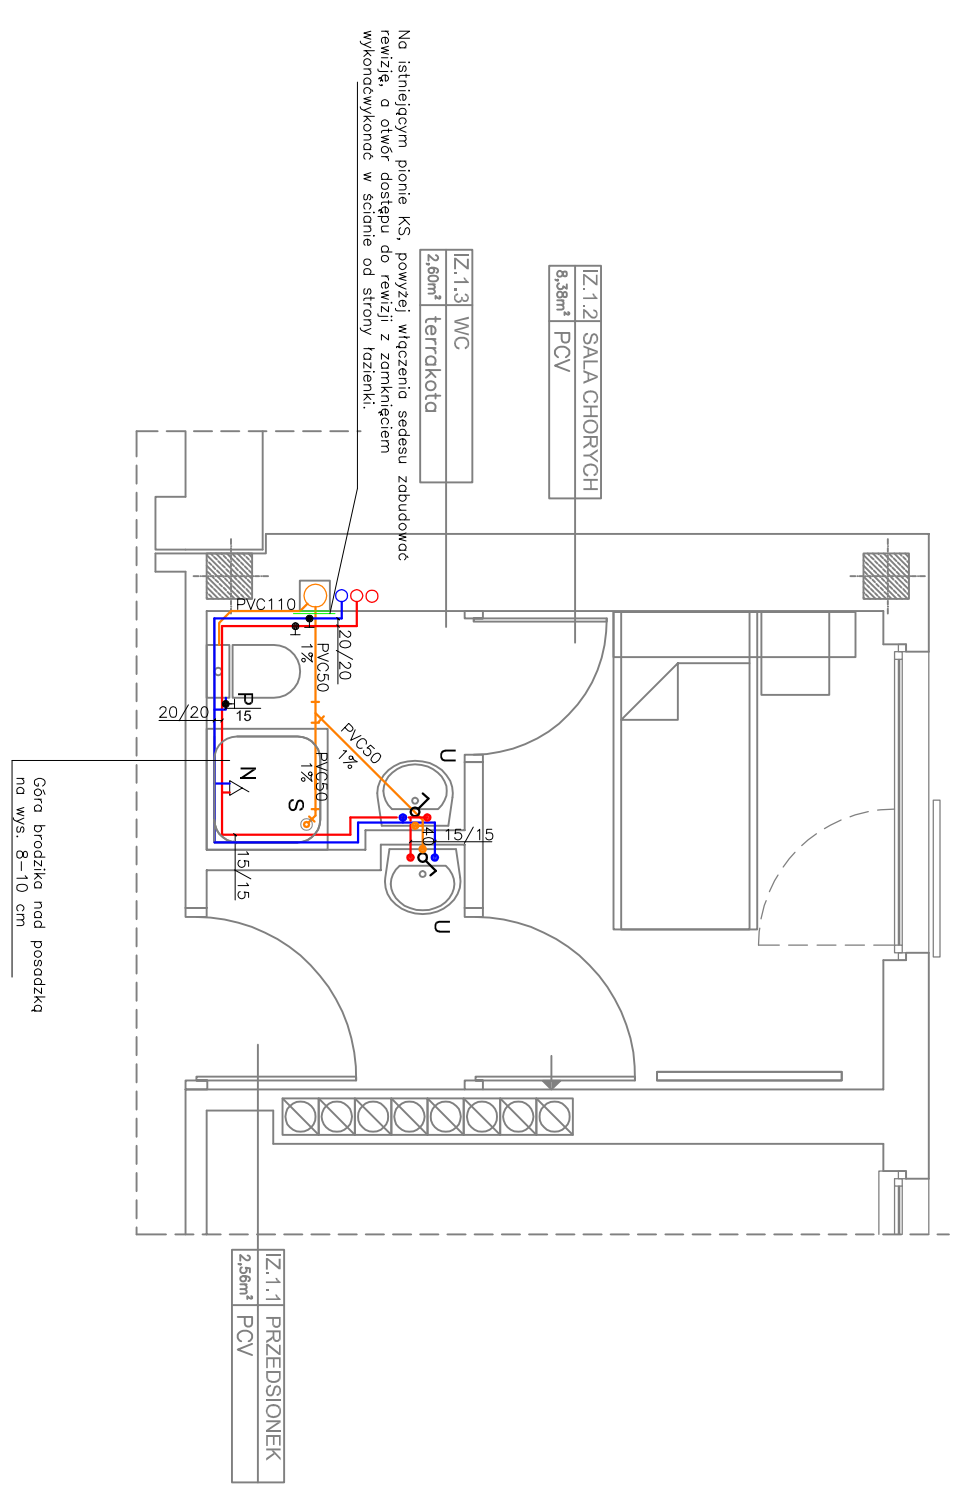 Na istniejącym pionie KS, powyżej włączenia sedesu zabudować
rewizję, a otwór dostępu do rewizji z zamknięciem
wykonaćwykonać w ścianie od strony łazienki.
IZ.1.2 SALA CHORYCH
8,38m² PCV
IZ.1.3 WC
2,60m² terrakota
PVC110
20/20
PVC50
1%
PVC50
1%
PVC50
1%
P
15
20/20
N
S
U
40
15/15
U
15/15
Góra brodzika nad posadzką
na wys. 8-10 cm
IZ.1.1 PRZEDSIONEK
2,56m² PCV